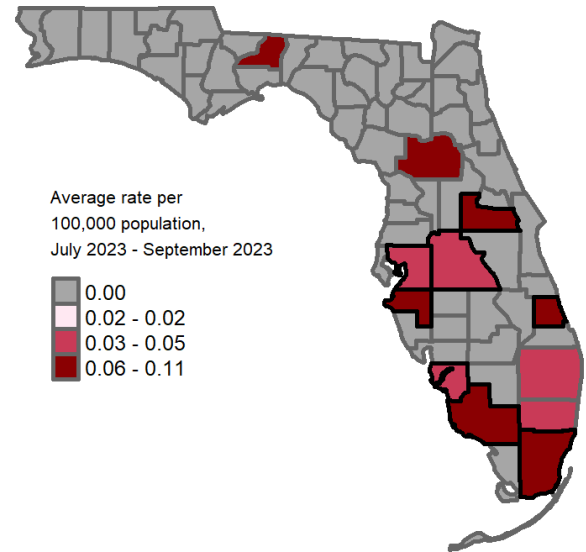 Average rate per
100,000 population,
July 2023 - September 2023
0.00
0.02 - 0.02
0.03 - 0.05
0.06 - 0.11